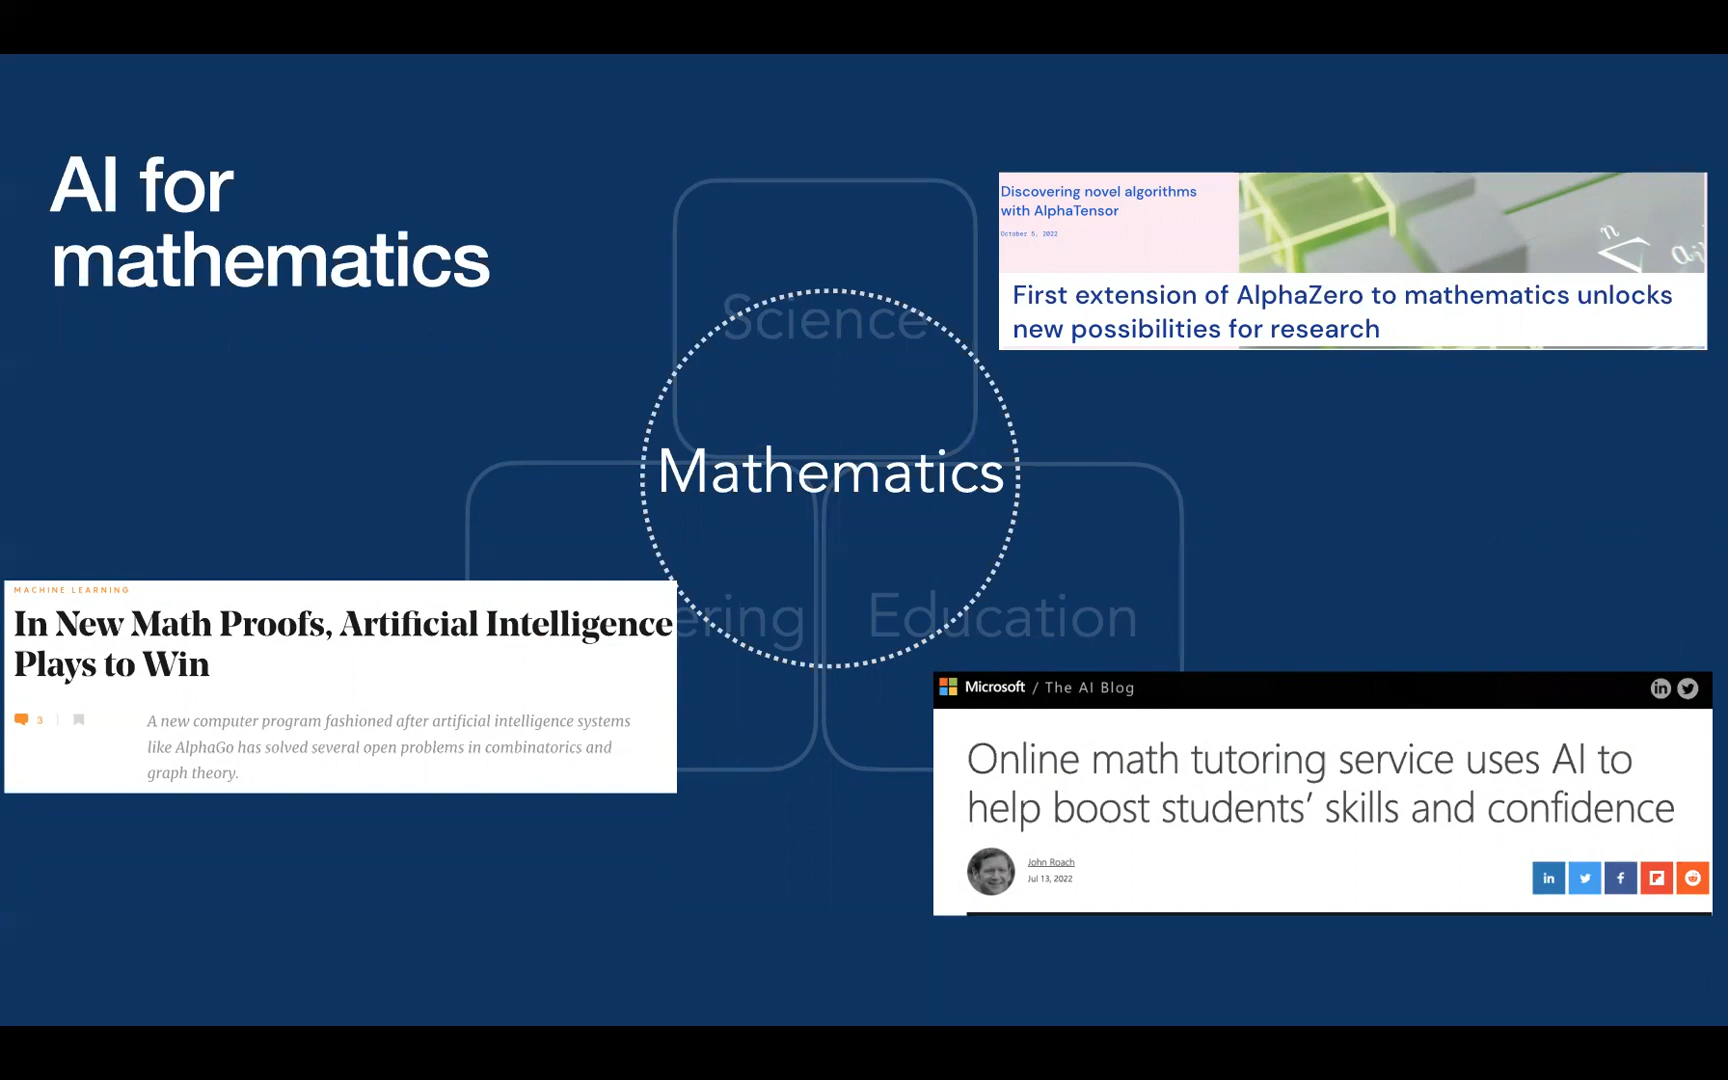 AI for
mathematics
Discovering novel algorithms
with AlphaTensor
October 5, 2022
n
Σ aij
First extension of AlphaZero to mathematics unlocks
new possibilities for research
Science
Mathematics
ering
Education
MACHINE LEARNING
In New Math Proofs, Artificial Intelligence
Plays to Win
3
A new computer program fashioned after artificial intelligence systems
like AlphaGo has solved several open problems in combinatorics and
graph theory.
Microsoft / The AI Blog
in
Online math tutoring service uses AI to
help boost students’ skills and confidence
John Roach
Jul 13, 2022
in f